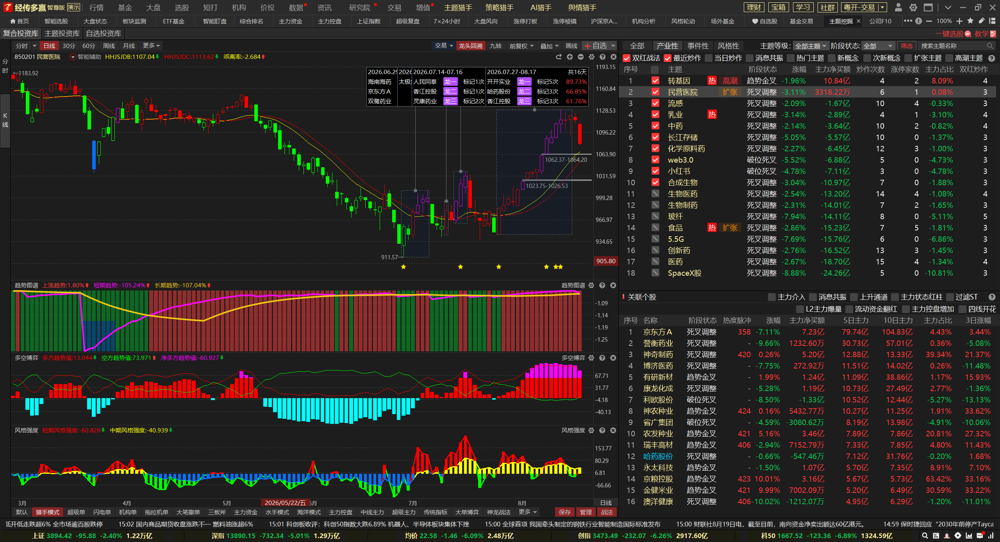 经传多赢 智尊版 演示 行情 基金 大盘 选股 短打 机构 价投 数据 资讯 研究院 交易 增值 主题猎手 策略猎手 AI猎手 舆情猎手 理财 宝箱 学习 社群 粤开-交易
首页 智能选股 大盘状态 板块监测 ETF基金 智能盯盘 综合排名 主力资金 主力控盘 上证指数 超级复盘 7×24小时 大盘风向 涨停打板 涨停棱镜 沪深京A... 机构分析 风格轮动 场外基金 自选股 基金交易 主题挖掘 公司F10 100%
复合投资库 主题投资库 自选投资库 一键选股 教学
分时 日线 30分 60分 周线 月线 更多 交易 龙头回溯 九转 前复权 叠加 画线 自选
850201 民营医院 智能辅助 HHJSJDB:1107.04 HHJSJDC:1113.62 乖离率:-2.684
分时
K线
←1183.92
2026.06.29 2026 2026.07.14-07.16 2026.07.27-08.17 共16天
海南海药 太极 人民同泰 龙一 标记1次 开开实业 龙一 标记5次 89.73%
京东方Ａ 香江控股 龙二 标记1次 哈药股份 龙二 标记3次 66.85%
双鹭药业 灵康药业 龙三 标记2次 香江控股 龙三 标记3次 61.76%
1193.15
1160.84
1128.53
1096.22
1063.90
1031.59
999.28
966.97
934.65
905.80
1062.37-1064.20
1023.75-1026.53
911.57
趋势图谱 上涨趋势:1.80% 短期趋势:-105.24% 长期趋势:-107.04% 趋势图谱
-1.09
-1.14
-1.19
-1.25
多空博弈 多方趋势值:13.044 空方趋势值:73.971 净多方趋势值:-60.927 多空博弈
67.71
31.77
-4.18
-40.13
风格强度 短期风格强度:-60.828 中期风格强度:-40.939 风格强度
153.77
80.29
6.81
-66.66
3月 4月 5月 2026/05/22/五 6月 7月 8月 日线
默认 猎手模式 超级单 闪电单 机构单 拖拉机单 大笔撤单 三板斧 主力资金 水手模式 海洋模式 主力控盘 中线主力 超级主力 传统指标 大单博弈 神龙战法 更多 保存 管理 战法
全部 产业性 事件性 风格性 主题等级: 全部主题 阶段状态: 全部 筛选 搜索主题名称
双红战法 最近炒作 当日炒作 消息共振 热门主题 新概念 次新概念 扩张主题 高潮主题
序号 主题 阶段状态 涨幅 主力净买额 炒作次数 涨停家数 主力占比 双红炒作
1 转基因 热 高潮 趋势金叉 -1.96% 10.84亿 4 2 8.09% 4
2 民营医院 扩张 死叉调整 -3.11% 3318.22万 6 1 0.08% 3
3 流感 死叉调整 -2.09% -1.67亿 10 4 -0.33% 3
4 乳业 热 死叉调整 -3.14% -2.89亿 4 1 -3.10% 4
5 中药 死叉调整 -2.14% -3.64亿 10 2 -0.82% 4
6 长江存储 死叉调整 -5.05% -5.57亿 10 0 -1.37% 3
7 化学原料药 死叉调整 -2.27% -6.45亿 12 3 -1.00% 3
8 web3.0 破位死叉 -5.52% -6.88亿 5 0 -4.73% 3
9 小红书 破位死叉 -4.78% -7.11亿 3 0 -4.78% 3
10 合成生物 死叉调整 -3.04% -10.97亿 7 0 -1.88% 3
11 生物医药 死叉调整 -2.54% -13.20亿 14 4 -1.08% 4
12 生物制药 死叉调整 -2.31% -14.01亿 7 2 -1.65% 3
13 玻纤 死叉调整 -7.94% -14.11亿 8 0 -5.11% 5
14 食品 热 扩张 死叉调整 -2.86% -15.23亿 7 5 -1.81% 3
15 5.5G 死叉调整 -7.69% -15.76亿 6 0 -6.86% 3
16 创新药 死叉调整 -2.76% -16.52亿 13 3 -1.45% 3
17 医药 死叉调整 -2.67% -18.70亿 15 4 -1.34% 4
18 SpaceX股 死叉调整 -8.88% -24.26亿 5 0 -10.81% 3
关联个股 主力介入 消息共振 上升通道 主力状态红柱 过滤ST
L2主力爆量 流动资金翻红 主力控盘增加 四线开花
序号 名称 阶段状态 热度脉冲 涨幅 主力净买额 5日主力 10日主力 主力占比 3日涨幅
1 京东方Ａ 死叉调整 358 -7.11% 7.23亿 79.74亿 104.83亿 4.43% 3.44%
2 誉衡药业 死叉调整 - -9.66% 1232.60万 30.73亿 57.01亿 0.36% -5.08%
3 神奇制药 死叉调整 420 0.26% 5.20亿 12.88亿 13.33亿 39.34% 21.37%
4 博济医药 死叉调整 - -7.75% 272.92万 11.51亿 14.02亿 0.26% -11.48%
5 有研新材 趋势金叉 - 1.99% 1.24亿 11.09亿 38.86亿 1.17% 15.93%
6 康龙化成 死叉调整 - -5.28% 1.19亿 10.73亿 27.49亿 2.77% -1.36%
7 利欧股份 破位死叉 - -8.50% -1.33亿 10.52亿 12.44亿 -5.27% -13.13%
8 神农种业 趋势金叉 424 0.16% 5432.77万 10.27亿 11.25亿 1.91% 33.62%
9 省广集团 破位死叉 - -4.59% -3080.62万 8.19亿 13.98亿 -4.91% -10.06%
10 农发种业 趋势金叉 421 5.16% 3.46亿 7.89亿 7.86亿 20.81% 27.32%
11 瑞丰高材 趋势金叉 406 -2.94% 7152.79万 7.33亿 7.85亿 4.80% 11.43%
12 哈药股份 死叉调整 - -0.66% -547.46万 7.12亿 31.76亿 -0.20% 1.68%
13 永太科技 趋势金叉 - -1.50% 1.07亿 5.70亿 7.35亿 8.91% 7.10%
14 京粮控股 趋势金叉 423 10.01% 3.16亿 5.67亿 5.73亿 63.42% 33.16%
15 金健米业 趋势金叉 421 9.99% 7002.09万 5.20亿 6.49亿 30.59% 33.22%
16 澳洋健康 死叉调整 406 -10.02% -1212.07万 4.95亿 6.29亿 -1.20% -11.01%
低开低走跌超6% 全市场逾百股跌停 15:02 国内商品期货收盘涨跌不一 燃料油涨超6% 15:01 科创板收评：科创50指数大跌6.89% 机器人、半导体板块集体下挫 15:00 全球首项 我国牵头制定的钢铁行业智能制造国际标准发布 15:00 财联社8月19日电，截至目前，南向资金净卖出额达60亿港元。 14:59 保时捷回应“2030年前停产Tayca
上证 3894.42 -95.88 -2.40% 1.22万亿 深指 13890.15 -732.34 -5.01% 1.29万亿 均价 22.58 -1.46 -6.09% 2.48万亿 创指 3473.49 -232.07 -6.26% 2917.60亿 科50 1667.52 -123.36 -6.89% 1324.59亿